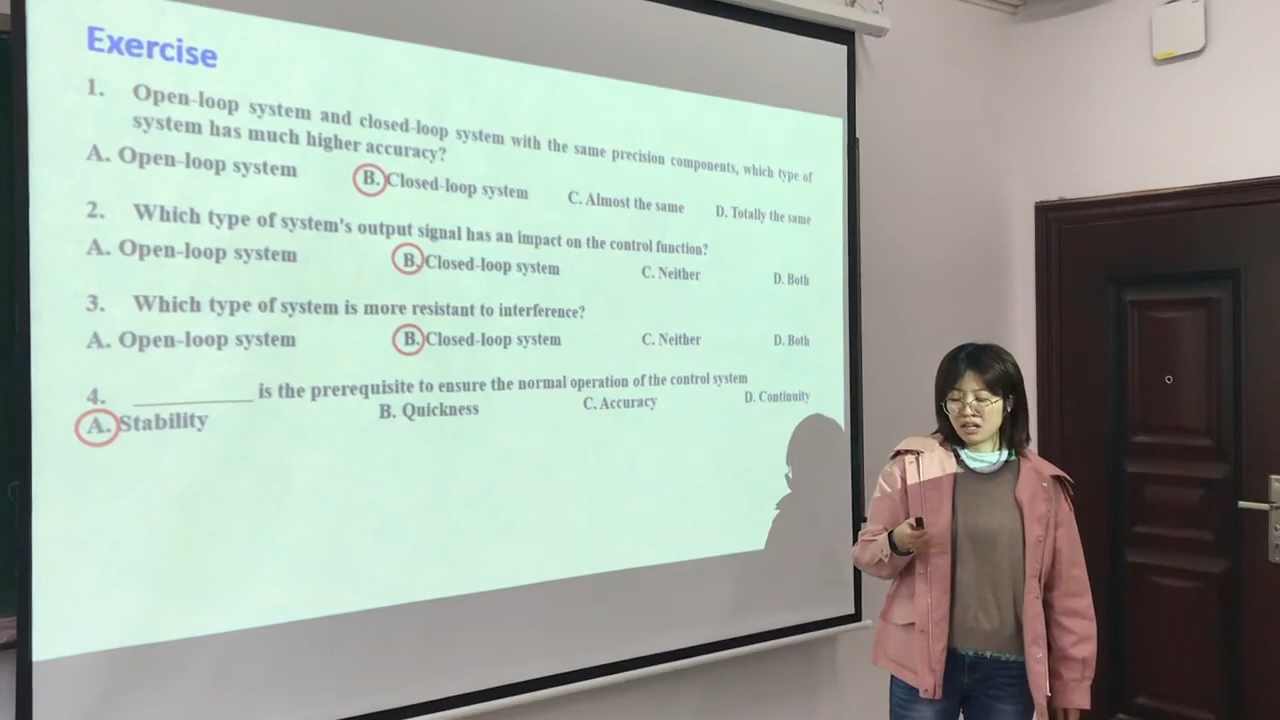 Exercise
1. Open-loop system and closed-loop system with the same precision components, which type of
system has much higher accuracy?
A. Open-loop system B. Closed-loop system C. Almost the same D. Totally the same
2. Which type of system's output signal has an impact on the control function?
A. Open-loop system B. Closed-loop system C. Neither D. Both
3. Which type of system is more resistant to interference?
A. Open-loop system B. Closed-loop system C. Neither D. Both
4. ____________ is the prerequisite to ensure the normal operation of the control system
A. Stability B. Quickness C. Accuracy D. Continuity